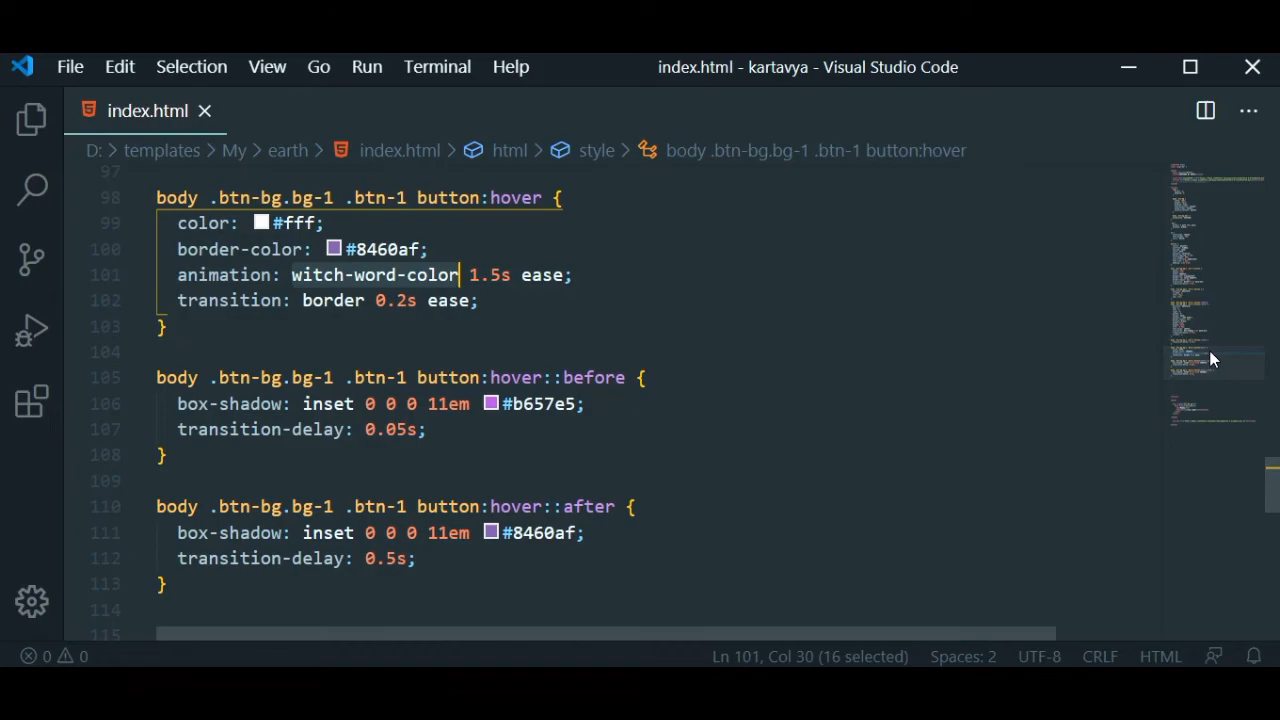 File Edit Selection View Go Run Terminal Help index.html - kartavya - Visual Studio Code
index.html
D: > templates > My > earth > index.html > html > style > body .btn-bg.bg-1 .btn-1 button:hover
97
98 body .btn-bg.bg-1 .btn-1 button:hover {
99 color: #fff;
100 border-color: #8460af;
101 animation: witch-word-color 1.5s ease;
102 transition: border 0.2s ease;
103 }
104
105 body .btn-bg.bg-1 .btn-1 button:hover::before {
106 box-shadow: inset 0 0 0 11em #b657e5;
107 transition-delay: 0.05s;
108 }
109
110 body .btn-bg.bg-1 .btn-1 button:hover::after {
111 box-shadow: inset 0 0 0 11em #8460af;
112 transition-delay: 0.5s;
113 }
114
115
0 0 Ln 101, Col 30 (16 selected) Spaces: 2 UTF-8 CRLF HTML